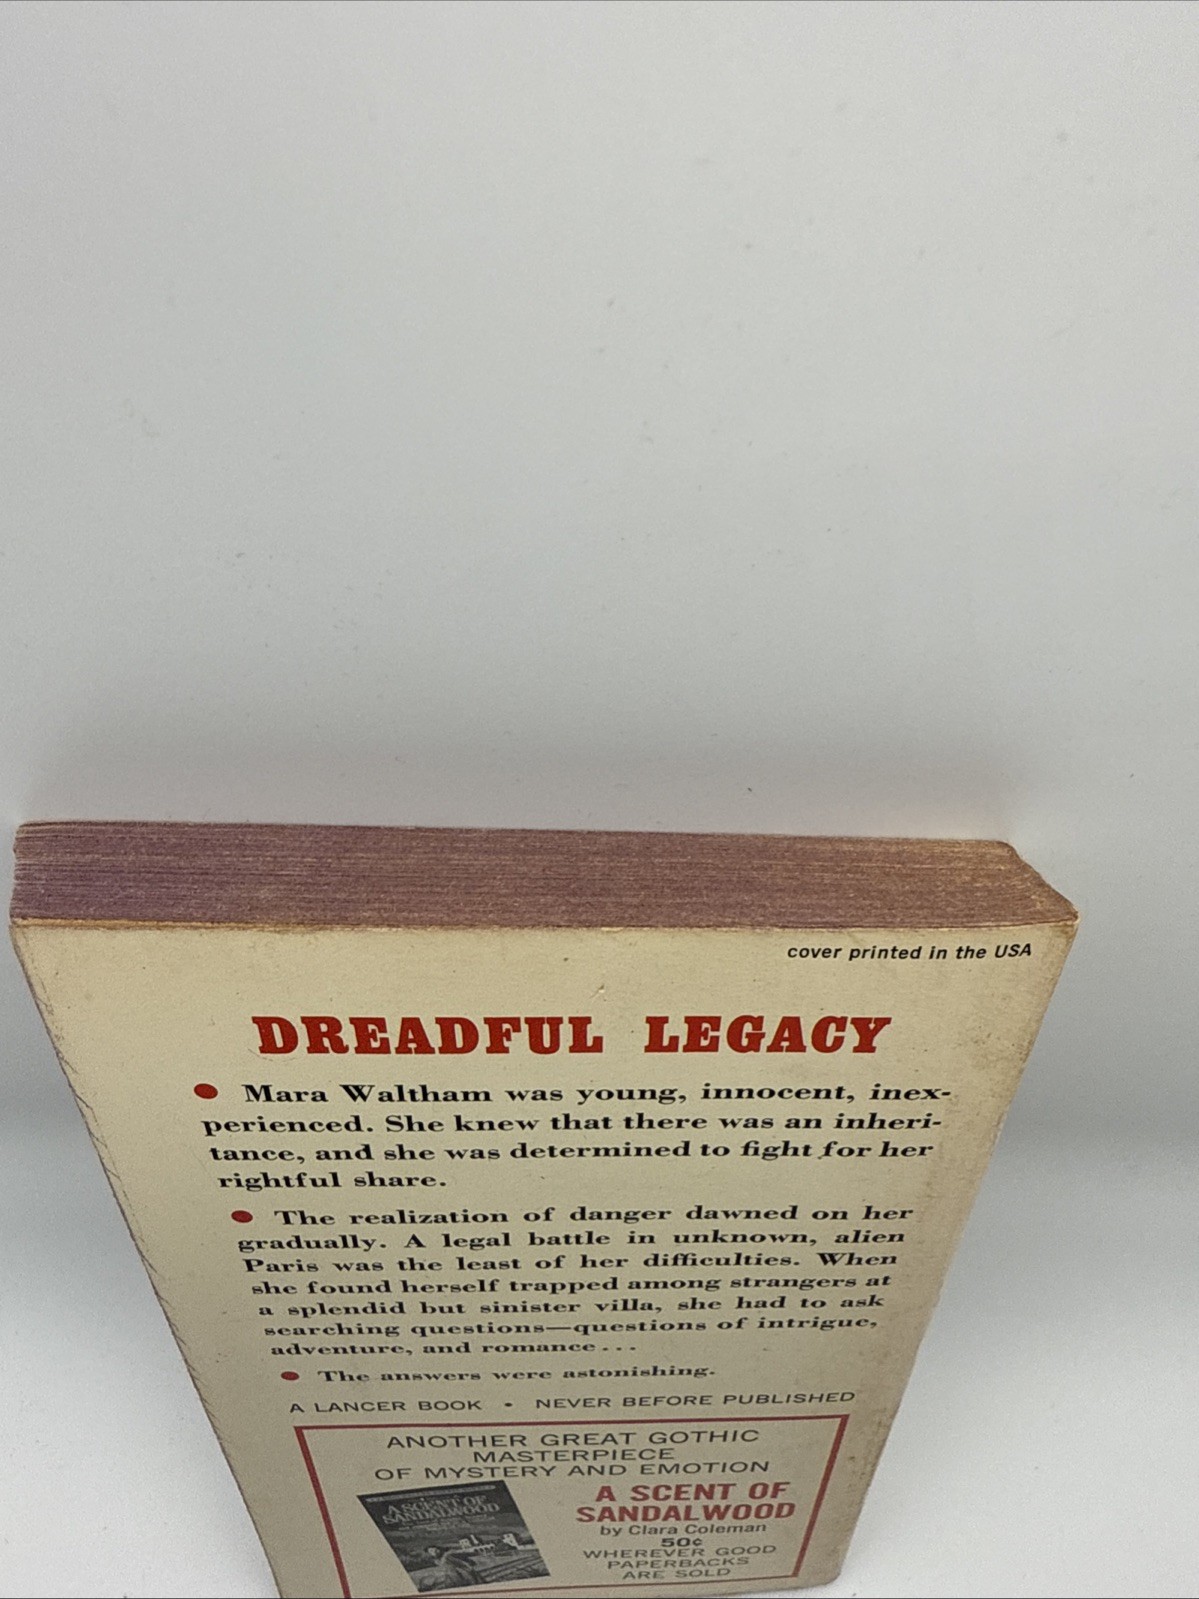 cover printed in the USA
DREADFUL LEGACY
● Mara Waltham was young, innocent, inex-
perienced. She knew that there was an inheri-
tance, and she was determined to fight for her
rightful share.
● The realization of danger dawned on her
gradually. A legal battle in unknown, alien
Paris was the least of her difficulties. When
she found herself trapped among strangers at
a splendid but sinister villa, she had to ask
searching questions—questions of intrigue,
adventure, and romance...
● The answers were astonishing.
A LANCER BOOK • NEVER BEFORE PUBLISHED
ANOTHER GREAT GOTHIC
MASTERPIECE
OF MYSTERY AND EMOTION
A SCENT OF
SANDALWOOD
A SCENT OF
SANDALWOOD
by Clara Coleman
50¢
WHEREVER GOOD
PAPERBACKS
ARE SOLD